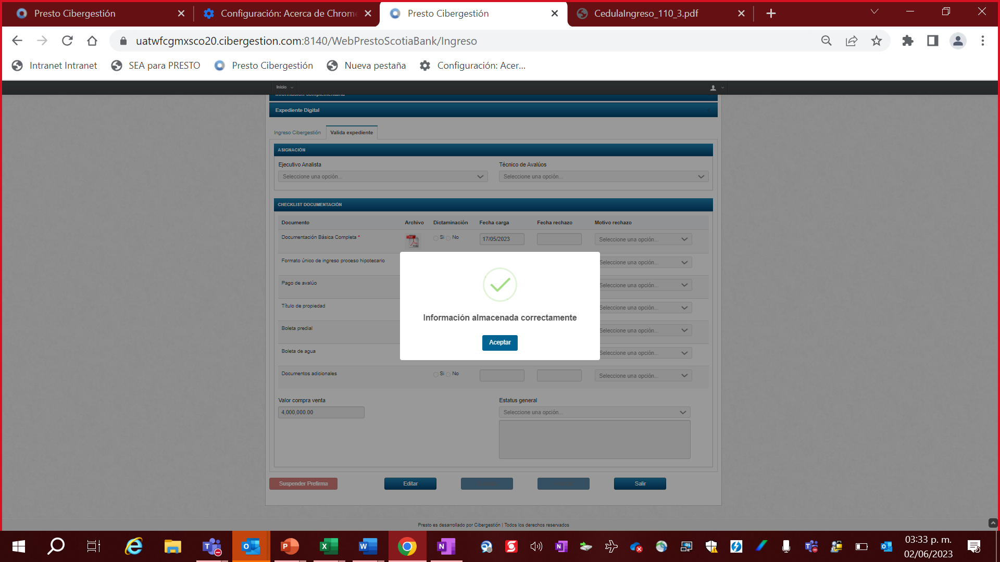 Presto Cibergestión
Configuración: Acerca de Chrome
Presto Cibergestión
CedulaIngreso_110_3.pdf
uatwfcgmxsco20.cibergestion.com:8140/WebPrestoScotiaBank/Ingreso
Intranet Intranet
SEA para PRESTO
Presto Cibergestión
Nueva pestaña
Configuración: Acer...
Inicio
Información complementaria
Expediente Digital
Ingreso Cibergestión
Valida expediente
ASIGNACIÓN
Ejecutivo Analista
Técnico de Avalúos
Seleccione una opción...
Seleccione una opción...
CHECKLIST DOCUMENTACIÓN
Documento
Archivo
Dictaminación
Fecha carga
Fecha rechazo
Motivo rechazo
Documentación Básica Completa *
Si
No
17/05/2023
Seleccione una opción...
Formato único de ingreso proceso hipotecario
Seleccione una opción...
Pago de avalúo
Seleccione una opción...
Título de propiedad
Seleccione una opción...
Boleta predial
Seleccione una opción...
Boleta de agua
Seleccione una opción...
Documentos adicionales
Si
No
Seleccione una opción...
Información almacenada correctamente
Aceptar
Valor compra venta
4,000,000.00
Estatus general
Seleccione una opción...
Suspender Prefirma
Editar
Salir
Presto es desarrollado por Cibergestión | Todos los derechos reservados
03:33 p. m.
02/06/2023